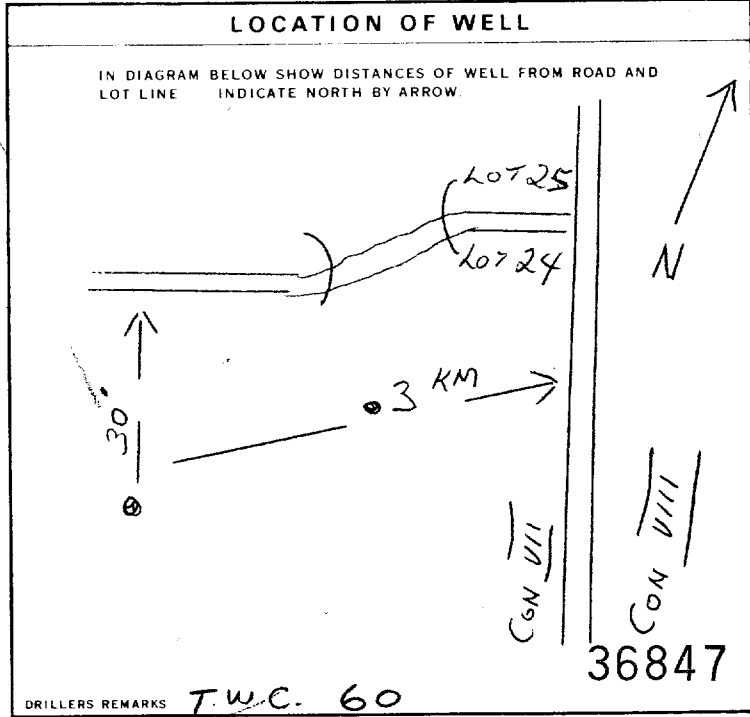 LOCATION OF WELL
IN DIAGRAM BELOW SHOW DISTANCES OF WELL FROM ROAD AND
LOT LINE INDICATE NORTH BY ARROW.
LOT 25
LOT 24
N
.3 KM
30'
CON VII
CON VIII
36847
DRILLERS REMARKS T.W.C. 60